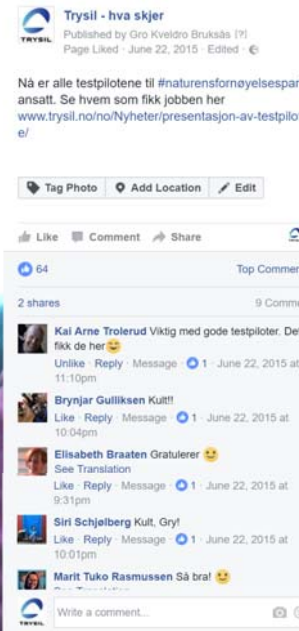 TRYSIL
Trysil - hva skjer
Published by Gro Kveldro Bruksås [?]
Page Liked · June 22, 2015 · Edited ·
Nå er alle testpilotene til #naturensfornøyelsespar
ansatt. Se hvem som fikk jobben her
www.trysil.no/no/Nyheter/presentasjon-av-testpilot
e/
Tag Photo Add Location Edit
Like Comment Share
64 Top Commen
2 shares 9 Comme
Kai Arne Trolerud Viktig med gode testpiloter. Det
fikk de her
Unlike · Reply · Message · 1 · June 22, 2015 at
11:10pm
Brynjar Gulliksen Kult!!
Like · Reply · Message · 1 · June 22, 2015 at
10:04pm
Elisabeth Braaten Gratulerer
See Translation
Like · Reply · Message · 1 · June 22, 2015 at
9:31pm
Siri Schjølberg Kult, Gry!
Like · Reply · Message · 1 · June 22, 2015 at
10:01pm
Marit Tuko Rasmussen Så bra!
TRYSIL
Write a comment...